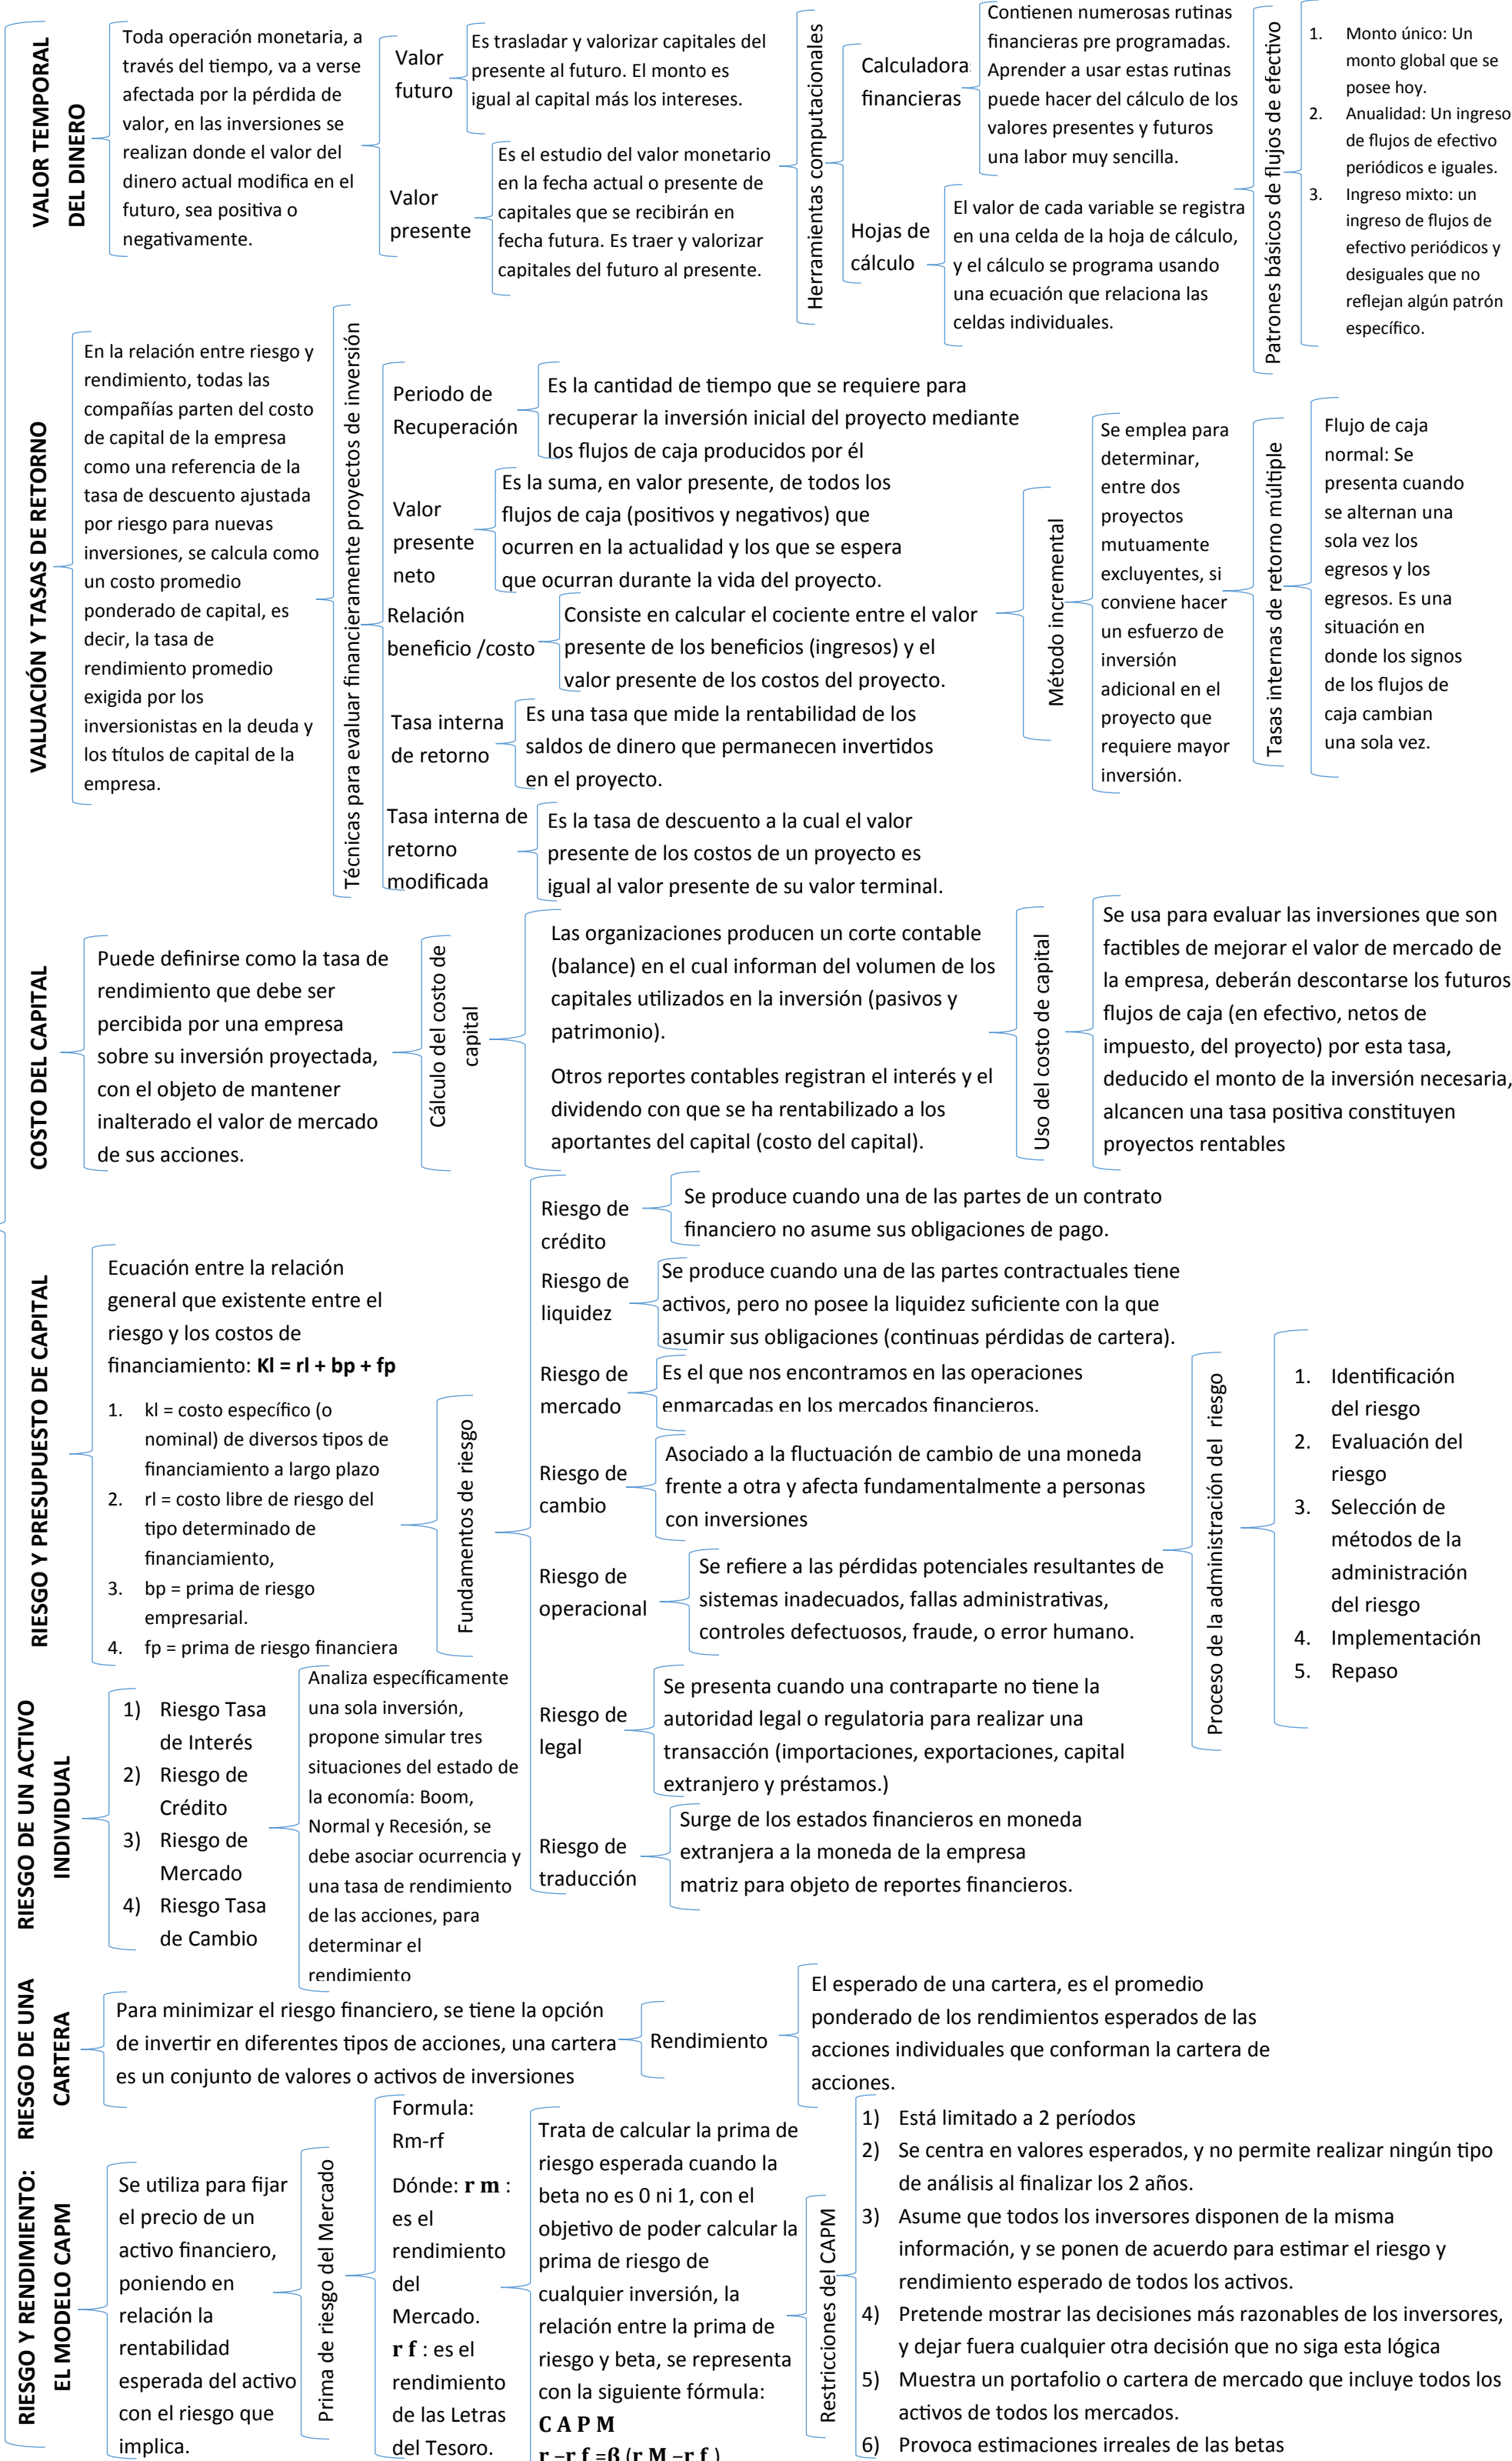 VALOR TEMPORAL
DEL DINERO
Toda operación monetaria, a
través del tiempo, va a verse
afectada por la pérdida de
valor, en las inversiones se
realizan donde el valor del
dinero actual modifica en el
futuro, sea positiva o
negativamente.
Valor
futuro
Es trasladar y valorizar capitales del
presente al futuro. El monto es
igual al capital más los intereses.
Valor
presente
Es el estudio del valor monetario
en la fecha actual o presente de
capitales que se recibirán en
fecha futura. Es traer y valorizar
capitales del futuro al presente.
Herramientas computacionales
Calculadora
financieras
Contienen numerosas rutinas
financieras pre programadas.
Aprender a usar estas rutinas
puede hacer del cálculo de los
valores presentes y futuros
una labor muy sencilla.
Hojas de
cálculo
El valor de cada variable se registra
en una celda de la hoja de cálculo,
y el cálculo se programa usando
una ecuación que relaciona las
celdas individuales.
Patrones básicos de flujos de efectivo
1. Monto único: Un
monto global que se
posee hoy.
2. Anualidad: Un ingreso
de flujos de efectivo
periódicos e iguales.
3. Ingreso mixto: un
ingreso de flujos de
efectivo periódicos y
desiguales que no
reflejan algún patrón
específico.
VALUACIÓN Y TASAS DE RETORNO
En la relación entre riesgo y
rendimiento, todas las
compañías parten del costo
de capital de la empresa
como una referencia de la
tasa de descuento ajustada
por riesgo para nuevas
inversiones, se calcula como
un costo promedio
ponderado de capital, es
decir, la tasa de
rendimiento promedio
exigida por los
inversionistas en la deuda y
los títulos de capital de la
empresa.
Técnicas para evaluar financieramente proyectos de inversión
Periodo de
Recuperación
Es la cantidad de tiempo que se requiere para
recuperar la inversión inicial del proyecto mediante
los flujos de caja producidos por él
Valor
presente
neto
Es la suma, en valor presente, de todos los
flujos de caja (positivos y negativos) que
ocurren en la actualidad y los que se espera
que ocurran durante la vida del proyecto.
Relación
beneficio /costo
Consiste en calcular el cociente entre el valor
presente de los beneficios (ingresos) y el
valor presente de los costos del proyecto.
Tasa interna
de retorno
Es una tasa que mide la rentabilidad de los
saldos de dinero que permanecen invertidos
en el proyecto.
Tasa interna de
retorno
modificada
Es la tasa de descuento a la cual el valor
presente de los costos de un proyecto es
igual al valor presente de su valor terminal.
Método incremental
Se emplea para
determinar,
entre dos
proyectos
mutuamente
excluyentes, si
conviene hacer
un esfuerzo de
inversión
adicional en el
proyecto que
requiere mayor
inversión.
Tasas internas de retorno múltiple
Flujo de caja
normal: Se
presenta cuando
se alternan una
sola vez los
egresos y los
egresos. Es una
situación en
donde los signos
de los flujos de
caja cambian
una sola vez.
COSTO DEL CAPITAL
Puede definirse como la tasa de
rendimiento que debe ser
percibida por una empresa
sobre su inversión proyectada,
con el objeto de mantener
inalterado el valor de mercado
de sus acciones.
Cálculo del costo de
capital
Las organizaciones producen un corte contable
(balance) en el cual informan del volumen de los
capitales utilizados en la inversión (pasivos y
patrimonio).
Otros reportes contables registran el interés y el
dividendo con que se ha rentabilizado a los
aportantes del capital (costo del capital).
Uso del costo de capital
Se usa para evaluar las inversiones que son
factibles de mejorar el valor de mercado de
la empresa, deberán descontarse los futuros
flujos de caja (en efectivo, netos de
impuesto, del proyecto) por esta tasa,
deducido el monto de la inversión necesaria,
alcancen una tasa positiva constituyen
proyectos rentables
RIESGO Y PRESUPUESTO DE CAPITAL
Ecuación entre la relación
general que existente entre el
riesgo y los costos de
financiamiento: Kl = rl + bp + fp
1. kl = costo específico (o
nominal) de diversos tipos de
financiamiento a largo plazo
2. rl = costo libre de riesgo del
tipo determinado de
financiamiento,
3. bp = prima de riesgo
empresarial.
4. fp = prima de riesgo financiera
Fundamentos de riesgo
Riesgo de
crédito
Se produce cuando una de las partes de un contrato
financiero no asume sus obligaciones de pago.
Riesgo de
liquidez
Se produce cuando una de las partes contractuales tiene
activos, pero no posee la liquidez suficiente con la que
asumir sus obligaciones (continuas pérdidas de cartera).
Riesgo de
mercado
Es el que nos encontramos en las operaciones
enmarcadas en los mercados financieros.
Riesgo de
cambio
Asociado a la fluctuación de cambio de una moneda
frente a otra y afecta fundamentalmente a personas
con inversiones
Riesgo de
operacional
Se refiere a las pérdidas potenciales resultantes de
sistemas inadecuados, fallas administrativas,
controles defectuosos, fraude, o error humano.
Riesgo de
legal
Se presenta cuando una contraparte no tiene la
autoridad legal o regulatoria para realizar una
transacción (importaciones, exportaciones, capital
extranjero y préstamos.)
Riesgo de
traducción
Surge de los estados financieros en moneda
extranjera a la moneda de la empresa
matriz para objeto de reportes financieros.
Proceso de la administración del riesgo
1. Identificación
del riesgo
2. Evaluación del
riesgo
3. Selección de
métodos de la
administración
del riesgo
4. Implementación
5. Repaso
RIESGO DE UN ACTIVO
INDIVIDUAL
1) Riesgo Tasa
de Interés
2) Riesgo de
Crédito
3) Riesgo de
Mercado
4) Riesgo Tasa
de Cambio
Analiza específicamente
una sola inversión,
propone simular tres
situaciones del estado de
la economía: Boom,
Normal y Recesión, se
debe asociar ocurrencia y
una tasa de rendimiento
de las acciones, para
determinar el
rendimiento
RIESGO DE UNA
CARTERA
Para minimizar el riesgo financiero, se tiene la opción
de invertir en diferentes tipos de acciones, una cartera
es un conjunto de valores o activos de inversiones
Rendimiento
El esperado de una cartera, es el promedio
ponderado de los rendimientos esperados de las
acciones individuales que conforman la cartera de
acciones.
RIESGO Y RENDIMIENTO:
EL MODELO CAPM
Se utiliza para fijar
el precio de un
activo financiero,
poniendo en
relación la
rentabilidad
esperada del activo
con el riesgo que
implica.
Prima de riesgo del Mercado
Formula:
Rm-rf
Dónde: r m :
es el
rendimiento
del
Mercado.
r f : es el
rendimiento
de las Letras
del Tesoro.
Trata de calcular la prima de
riesgo esperada cuando la
beta no es 0 ni 1, con el
objetivo de poder calcular la
prima de riesgo de
cualquier inversión, la
relación entre la prima de
riesgo y beta, se representa
con la siguiente fórmula:
C A P M
r –r f =β (r M –r f )
Restricciones del CAPM
1) Está limitado a 2 períodos
2) Se centra en valores esperados, y no permite realizar ningún tipo
de análisis al finalizar los 2 años.
3) Asume que todos los inversores disponen de la misma
información, y se ponen de acuerdo para estimar el riesgo y
rendimiento esperado de todos los activos.
4) Pretende mostrar las decisiones más razonables de los inversores,
y dejar fuera cualquier otra decisión que no siga esta lógica
5) Muestra un portafolio o cartera de mercado que incluye todos los
activos de todos los mercados.
6) Provoca estimaciones irreales de las betas